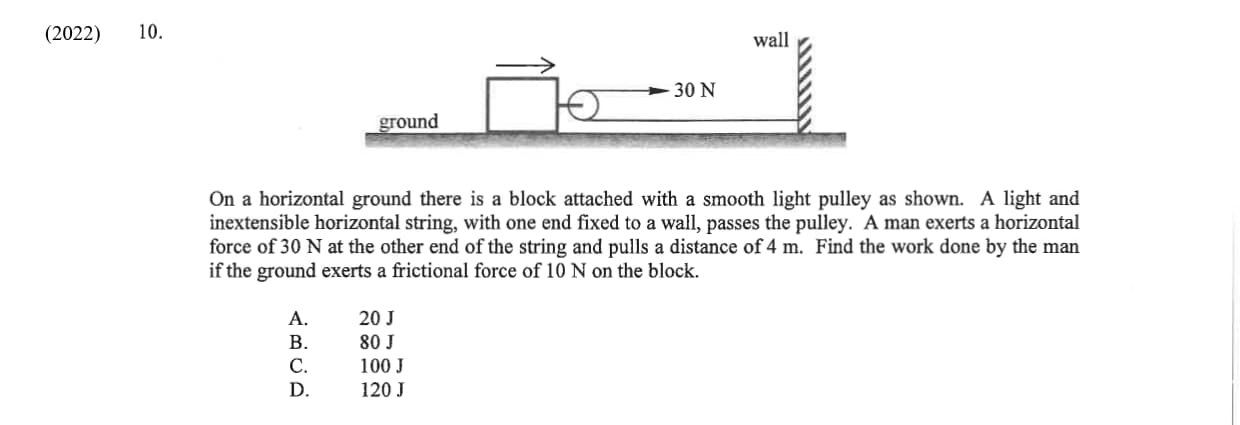 (2022) 10.
wall
30 N
ground
On a horizontal ground there is a block attached with a smooth light pulley as shown. A light and
inextensible horizontal string, with one end fixed to a wall, passes the pulley. A man exerts a horizontal
force of 30 N at the other end of the string and pulls a distance of 4 m. Find the work done by the man
if the ground exerts a frictional force of 10 N on the block.
A. 20 J
B. 80 J
C. 100 J
D. 120 J